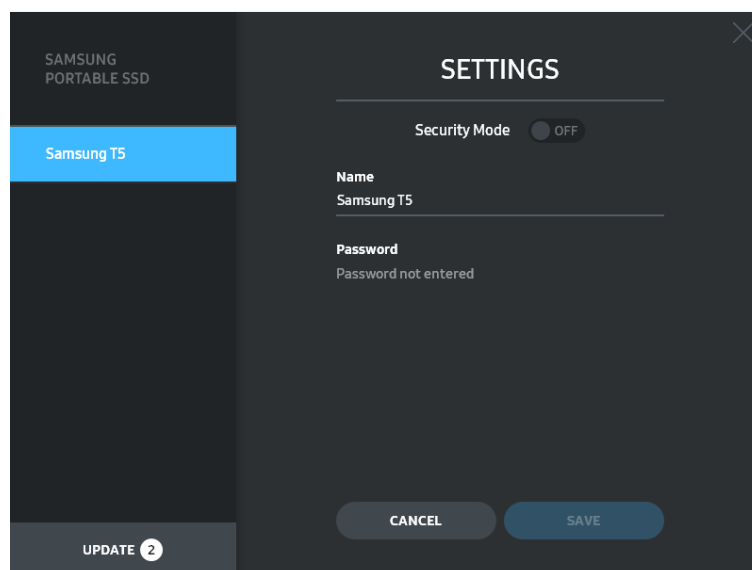 SAMSUNG
PORTABLE SSD
Samsung T5
UPDATE 2
SETTINGS
Security Mode OFF
Name
Samsung T5
Password
Password not entered
CANCEL SAVE